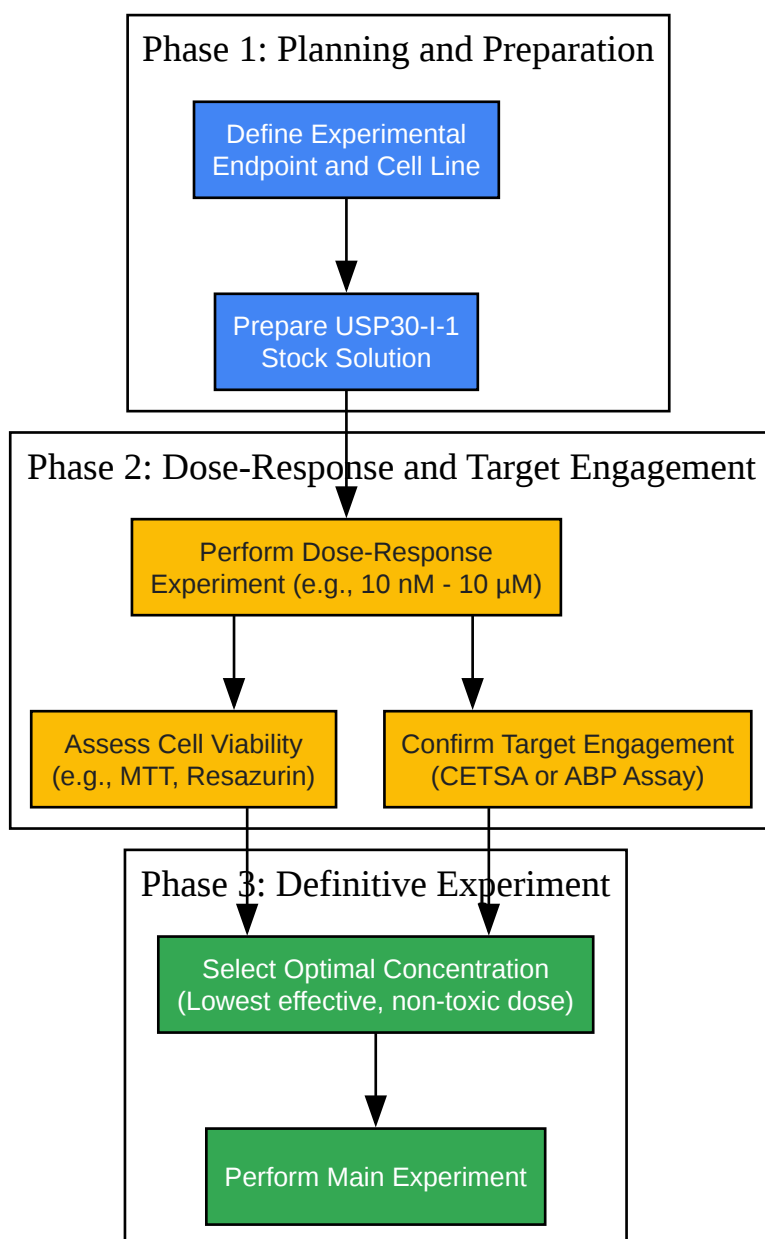 Phase 1: Planning and Preparation
Define Experimental
Endpoint and Cell Line
Prepare USP30-I-1
Stock Solution
Phase 2: Dose-Response and Target Engagement
Perform Dose-Response
Experiment (e.g., 10 nM - 10 µM)
Assess Cell Viability
(e.g., MTT, Resazurin)
Confirm Target Engagement
(CETSA or ABP Assay)
Phase 3: Definitive Experiment
Select Optimal Concentration
(Lowest effective, non-toxic dose)
Perform Main Experiment